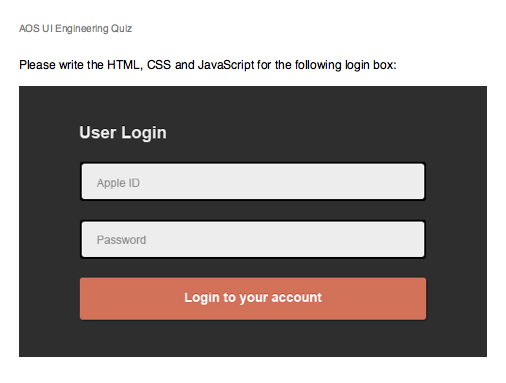 AOS UI Engineering Quiz
Please write the HTML, CSS and JavaScript for the following login box:
User Login
Apple ID
Password
Login to your account